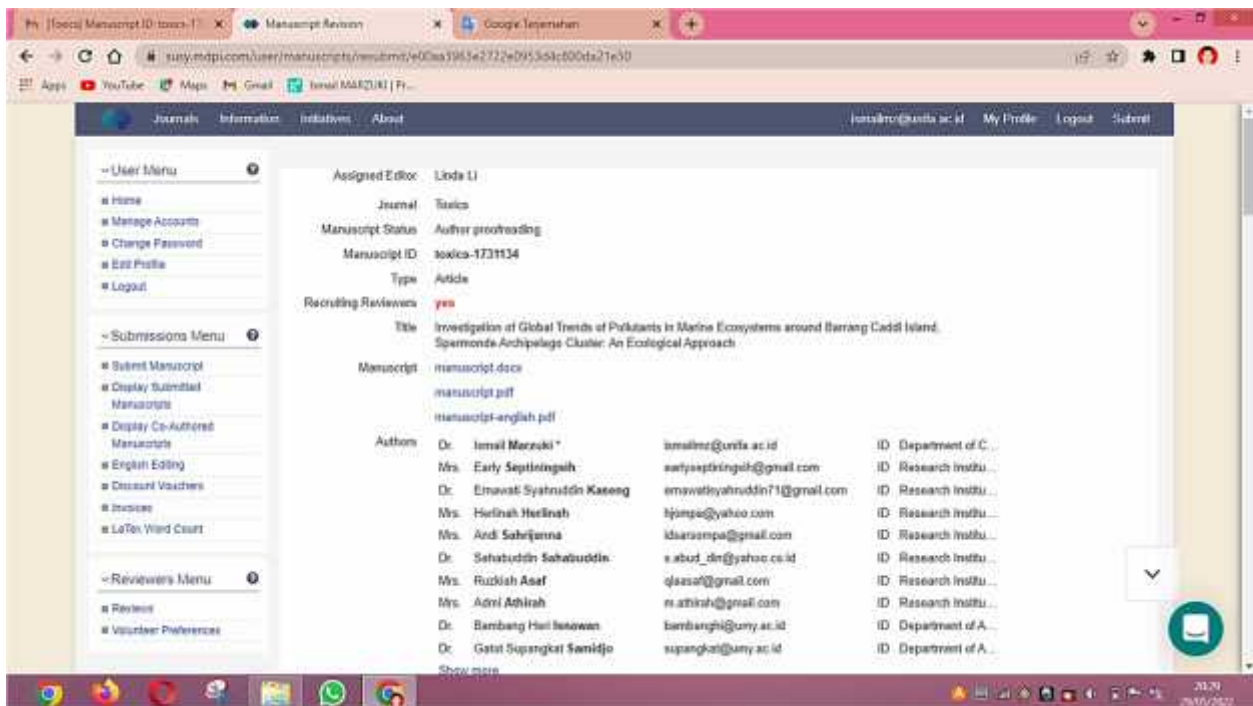 [Toxics] Manuscript ID: toxics-17
Manuscript Revision
Google Terjemahan
susy.mdpi.com/user/manuscripts/resubmit/
Apps YouTube Maps Gmail Ismail MARZUKI | Pr...
Journals Information Initiatives About ismailmz@unifa.ac.id My Profile Logout Submit
User Menu
Home
Manage Accounts
Change Password
Edit Profile
Logout
Submissions Menu
Submit Manuscript
Display Submitted
Manuscripts
Display Co-Authored
Manuscripts
English Editing
Discount Vouchers
Invoices
LaTex Word Count
Reviewers Menu
Reviews
Volunteer Preferences
Assigned Editor Linda Li
Journal Toxics
Manuscript Status Author proofreading
Manuscript ID toxics-1731134
Type Article
Recruiting Reviewers yes
Title Investigation of Global Trends of Pollutants in Marine Ecosystems around Barrang Caddi Island,
Spermonde Archipelago Cluster: An Ecological Approach
Manuscript manuscript.docx
manuscript.pdf
manuscript-english.pdf
Authors Dr. Ismail Marzuki * ismailmz@unifa.ac.id ID Department of C...
Mrs. Early Septiningsih earlyseptiningsih@gmail.com ID Research Institu...
Dr. Ernawati Syahruddin Kaseng ernawatisyahruddin71@gmail.com ID Research Institu...
Mrs. Herlinah Herlinah hjompa@yahoo.com ID Research Institu...
Mrs. Andi Sahrijanna idsarsompa@gmail.com ID Research Institu...
Dr. Sahabuddin Sahabuddin s.abud_din@yahoo.co.id ID Research Institu...
Mrs. Ruzkiah Asaf qiaasaf@gmail.com ID Research Institu...
Mrs. Admi Athirah m.athirah@gmail.com ID Research Institu...
Dr. Bambang Heri Isnawan bambanghi@umy.ac.id ID Department of A...
Dr. Gatot Supangkat Samidjo supangkat@umy.ac.id ID Department of A...
Show more
20.29
29/05/2022